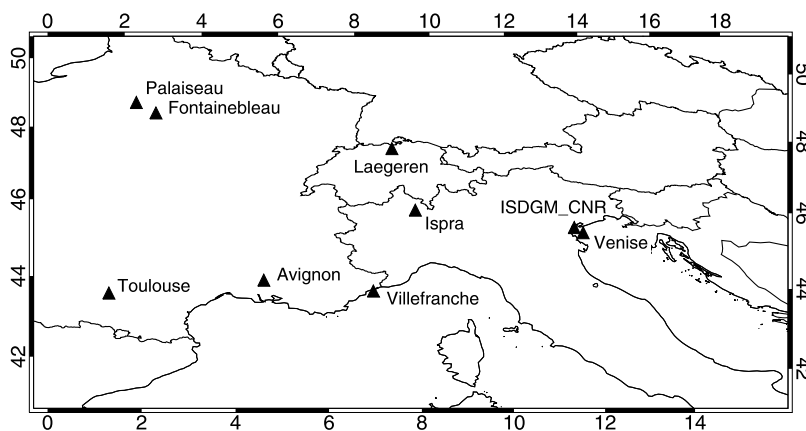 0 2 4 6 8 10 12 14 16 18
50
50
Palaiseau
Fontainebleau
48
48
Laegeren
46
ISDGM_CNR
46
Ispra
Venise
44
Toulouse
Avignon
44
Villefranche
42
42
0 2 4 6 8 10 12 14